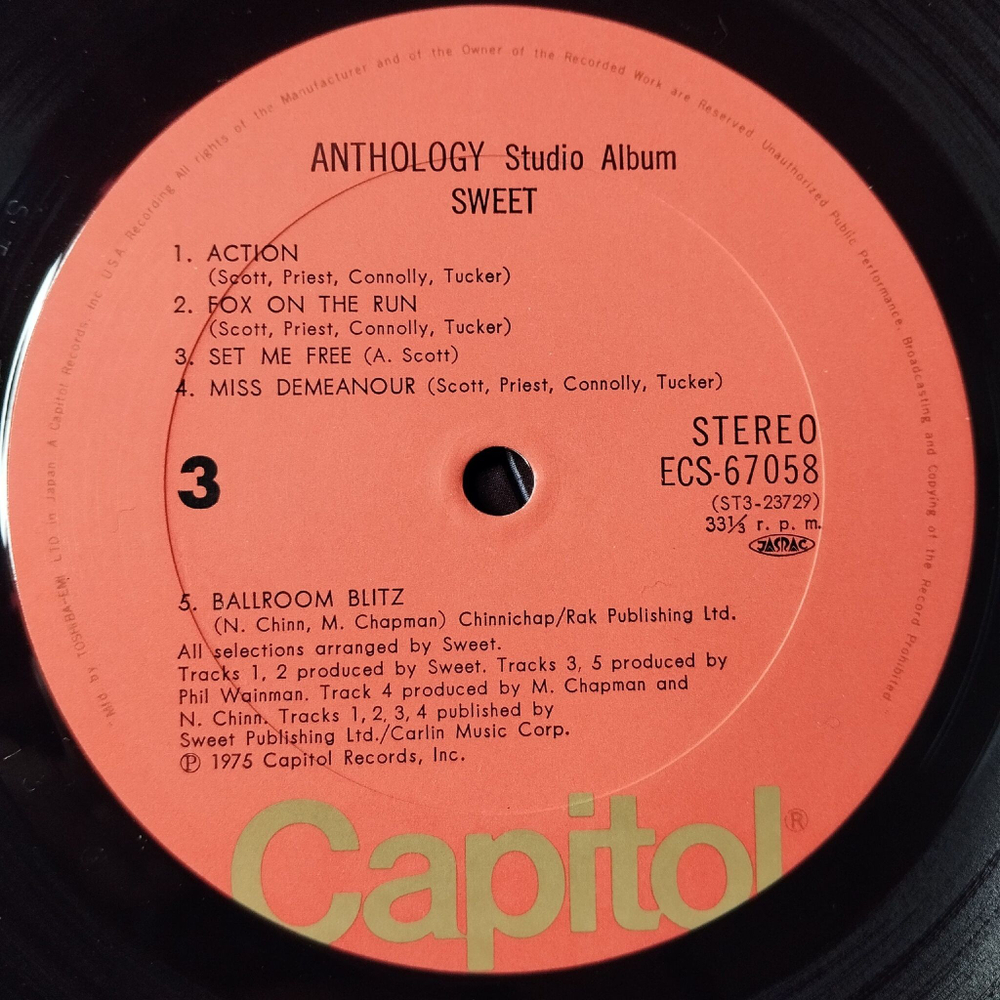 All rights of the Manufacturer and of the Owner of the Recorded Work are Reserved. Unauthorized Public Performance, Broadcasting and Copying of the Record Prohibited
ANTHOLOGY Studio Album
SWEET
1. ACTION
(Scott, Priest, Connolly, Tucker)
2. FOX ON THE RUN
(Scott, Priest, Connolly, Tucker)
3. SET ME FREE (A. Scott)
4. MISS DEMEANOUR (Scott, Priest, Connolly, Tucker)
STEREO
3
ECS-67058
(ST3-23729)
33⅓ r. p. m.
JASRAC
5. BALLROOM BLITZ
(N. Chinn, M. Chapman) Chinnichap/Rak Publishing Ltd.
All selections arranged by Sweet.
Tracks 1, 2 produced by Sweet. Tracks 3, 5 produced by
Phil Wainman. Track 4 produced by M. Chapman and
N. Chinn. Tracks 1, 2, 3, 4 published by
Sweet Publishing Ltd./Carlin Music Corp.
Ⓟ 1975 Capitol Records, Inc.
Capitol®
Mfd by TOSHIBA-EMI LTD in Japan A Capitol Records, Inc. U.S.A. Recording